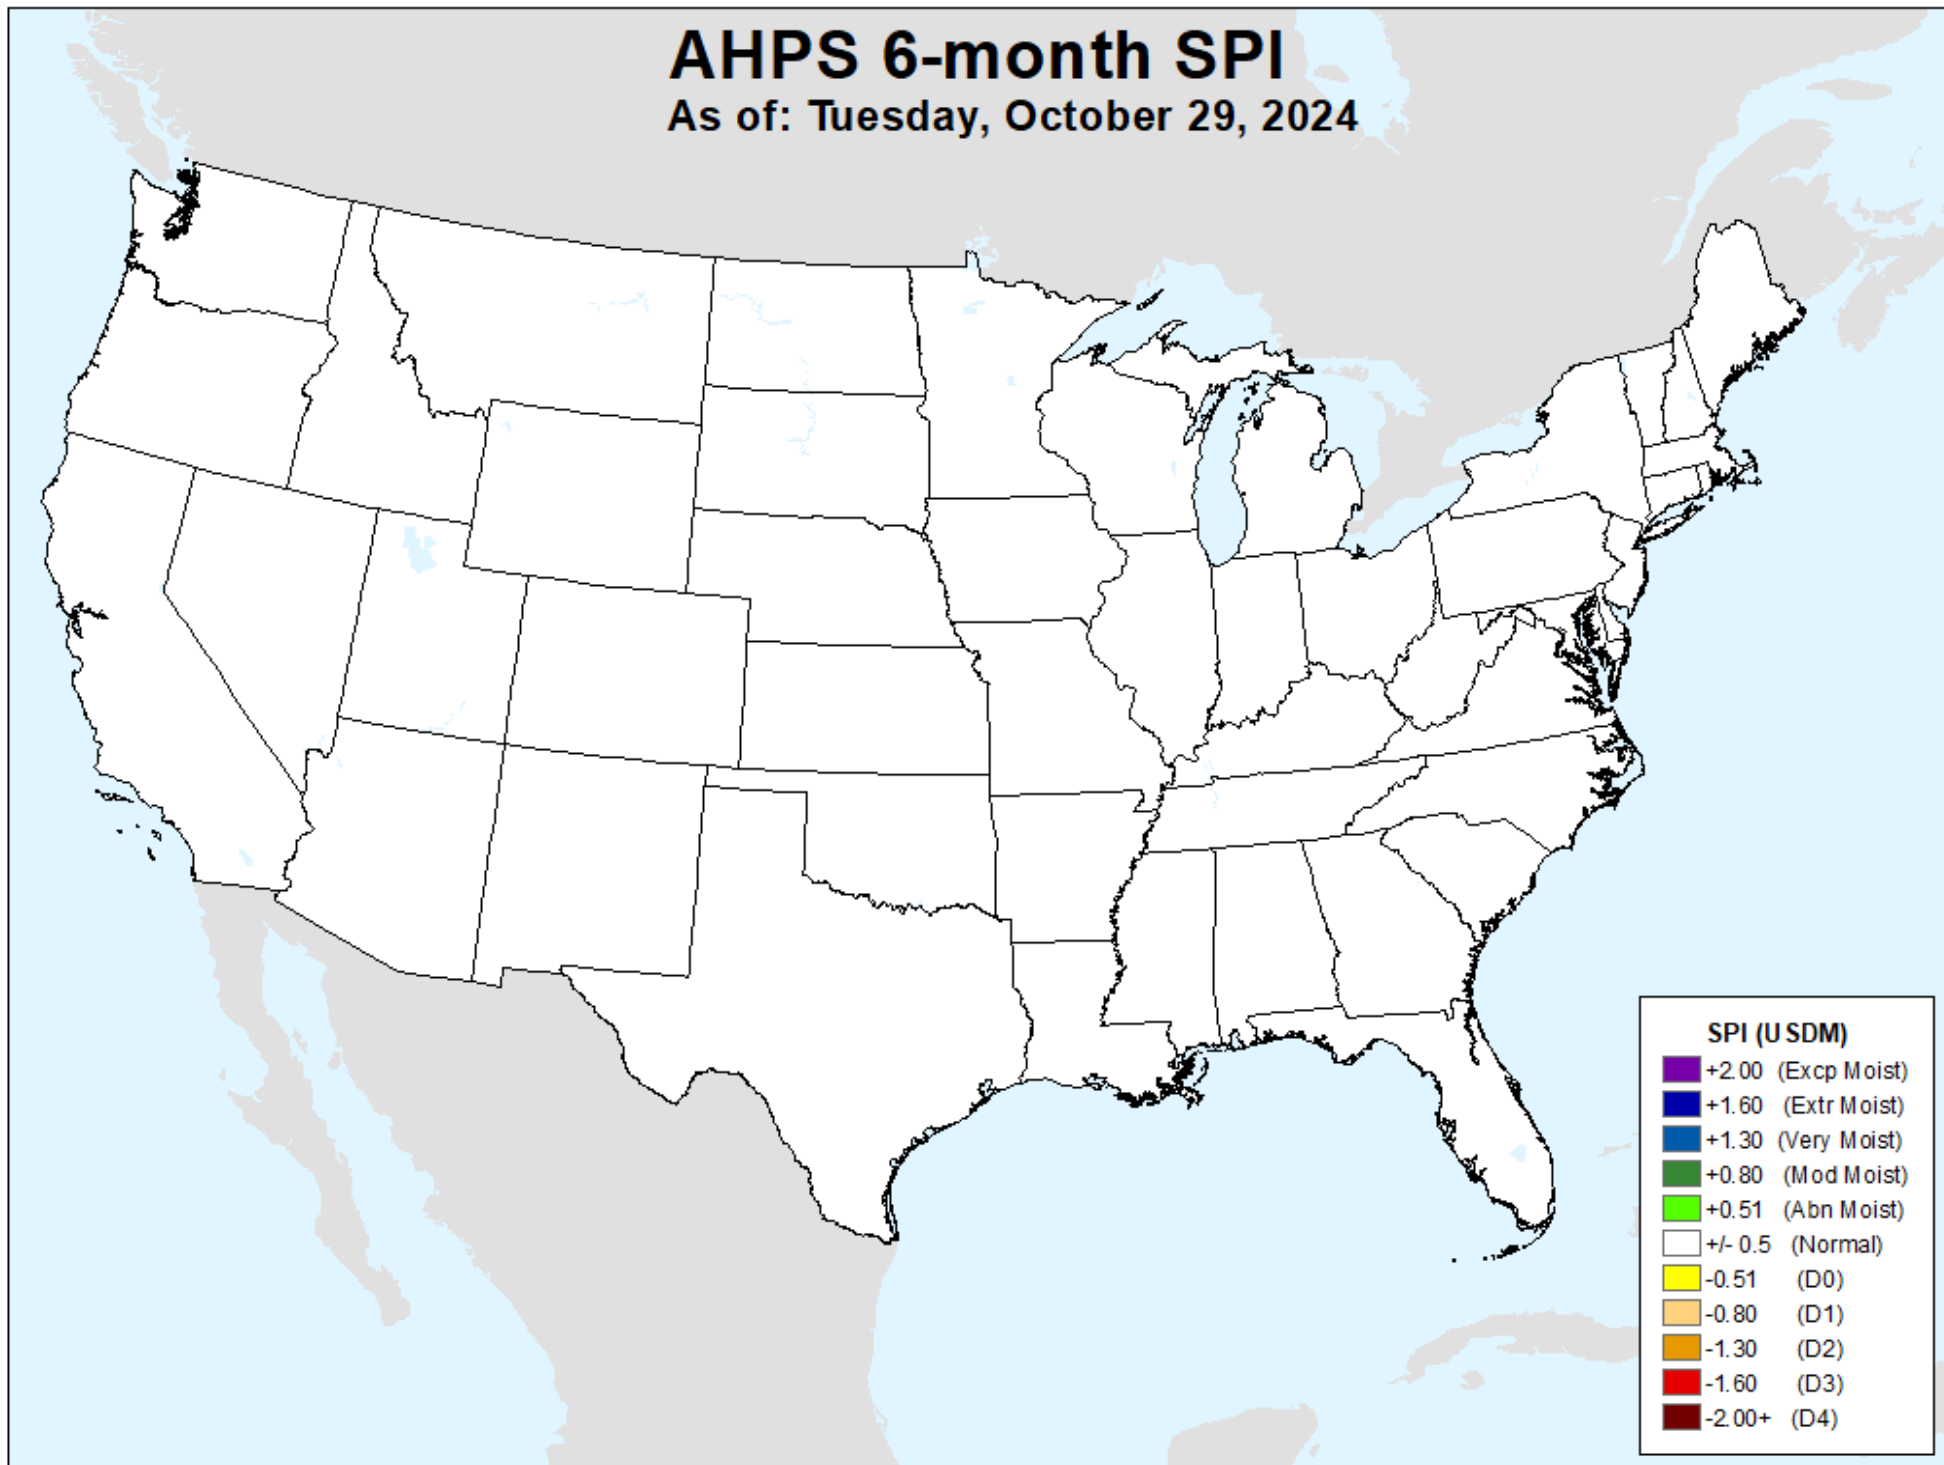 AHPS 6-month SPI
As of: Tuesday, October 29, 2024
SPI (USDM)
+2.00 (Excp Moist)
+1.60 (Extr Moist)
+1.30 (Very Moist)
+0.80 (Mod Moist)
+0.51 (Abn Moist)
+/- 0.5 (Normal)
-0.51 (D0)
-0.80 (D1)
-1.30 (D2)
-1.60 (D3)
-2.00+ (D4)